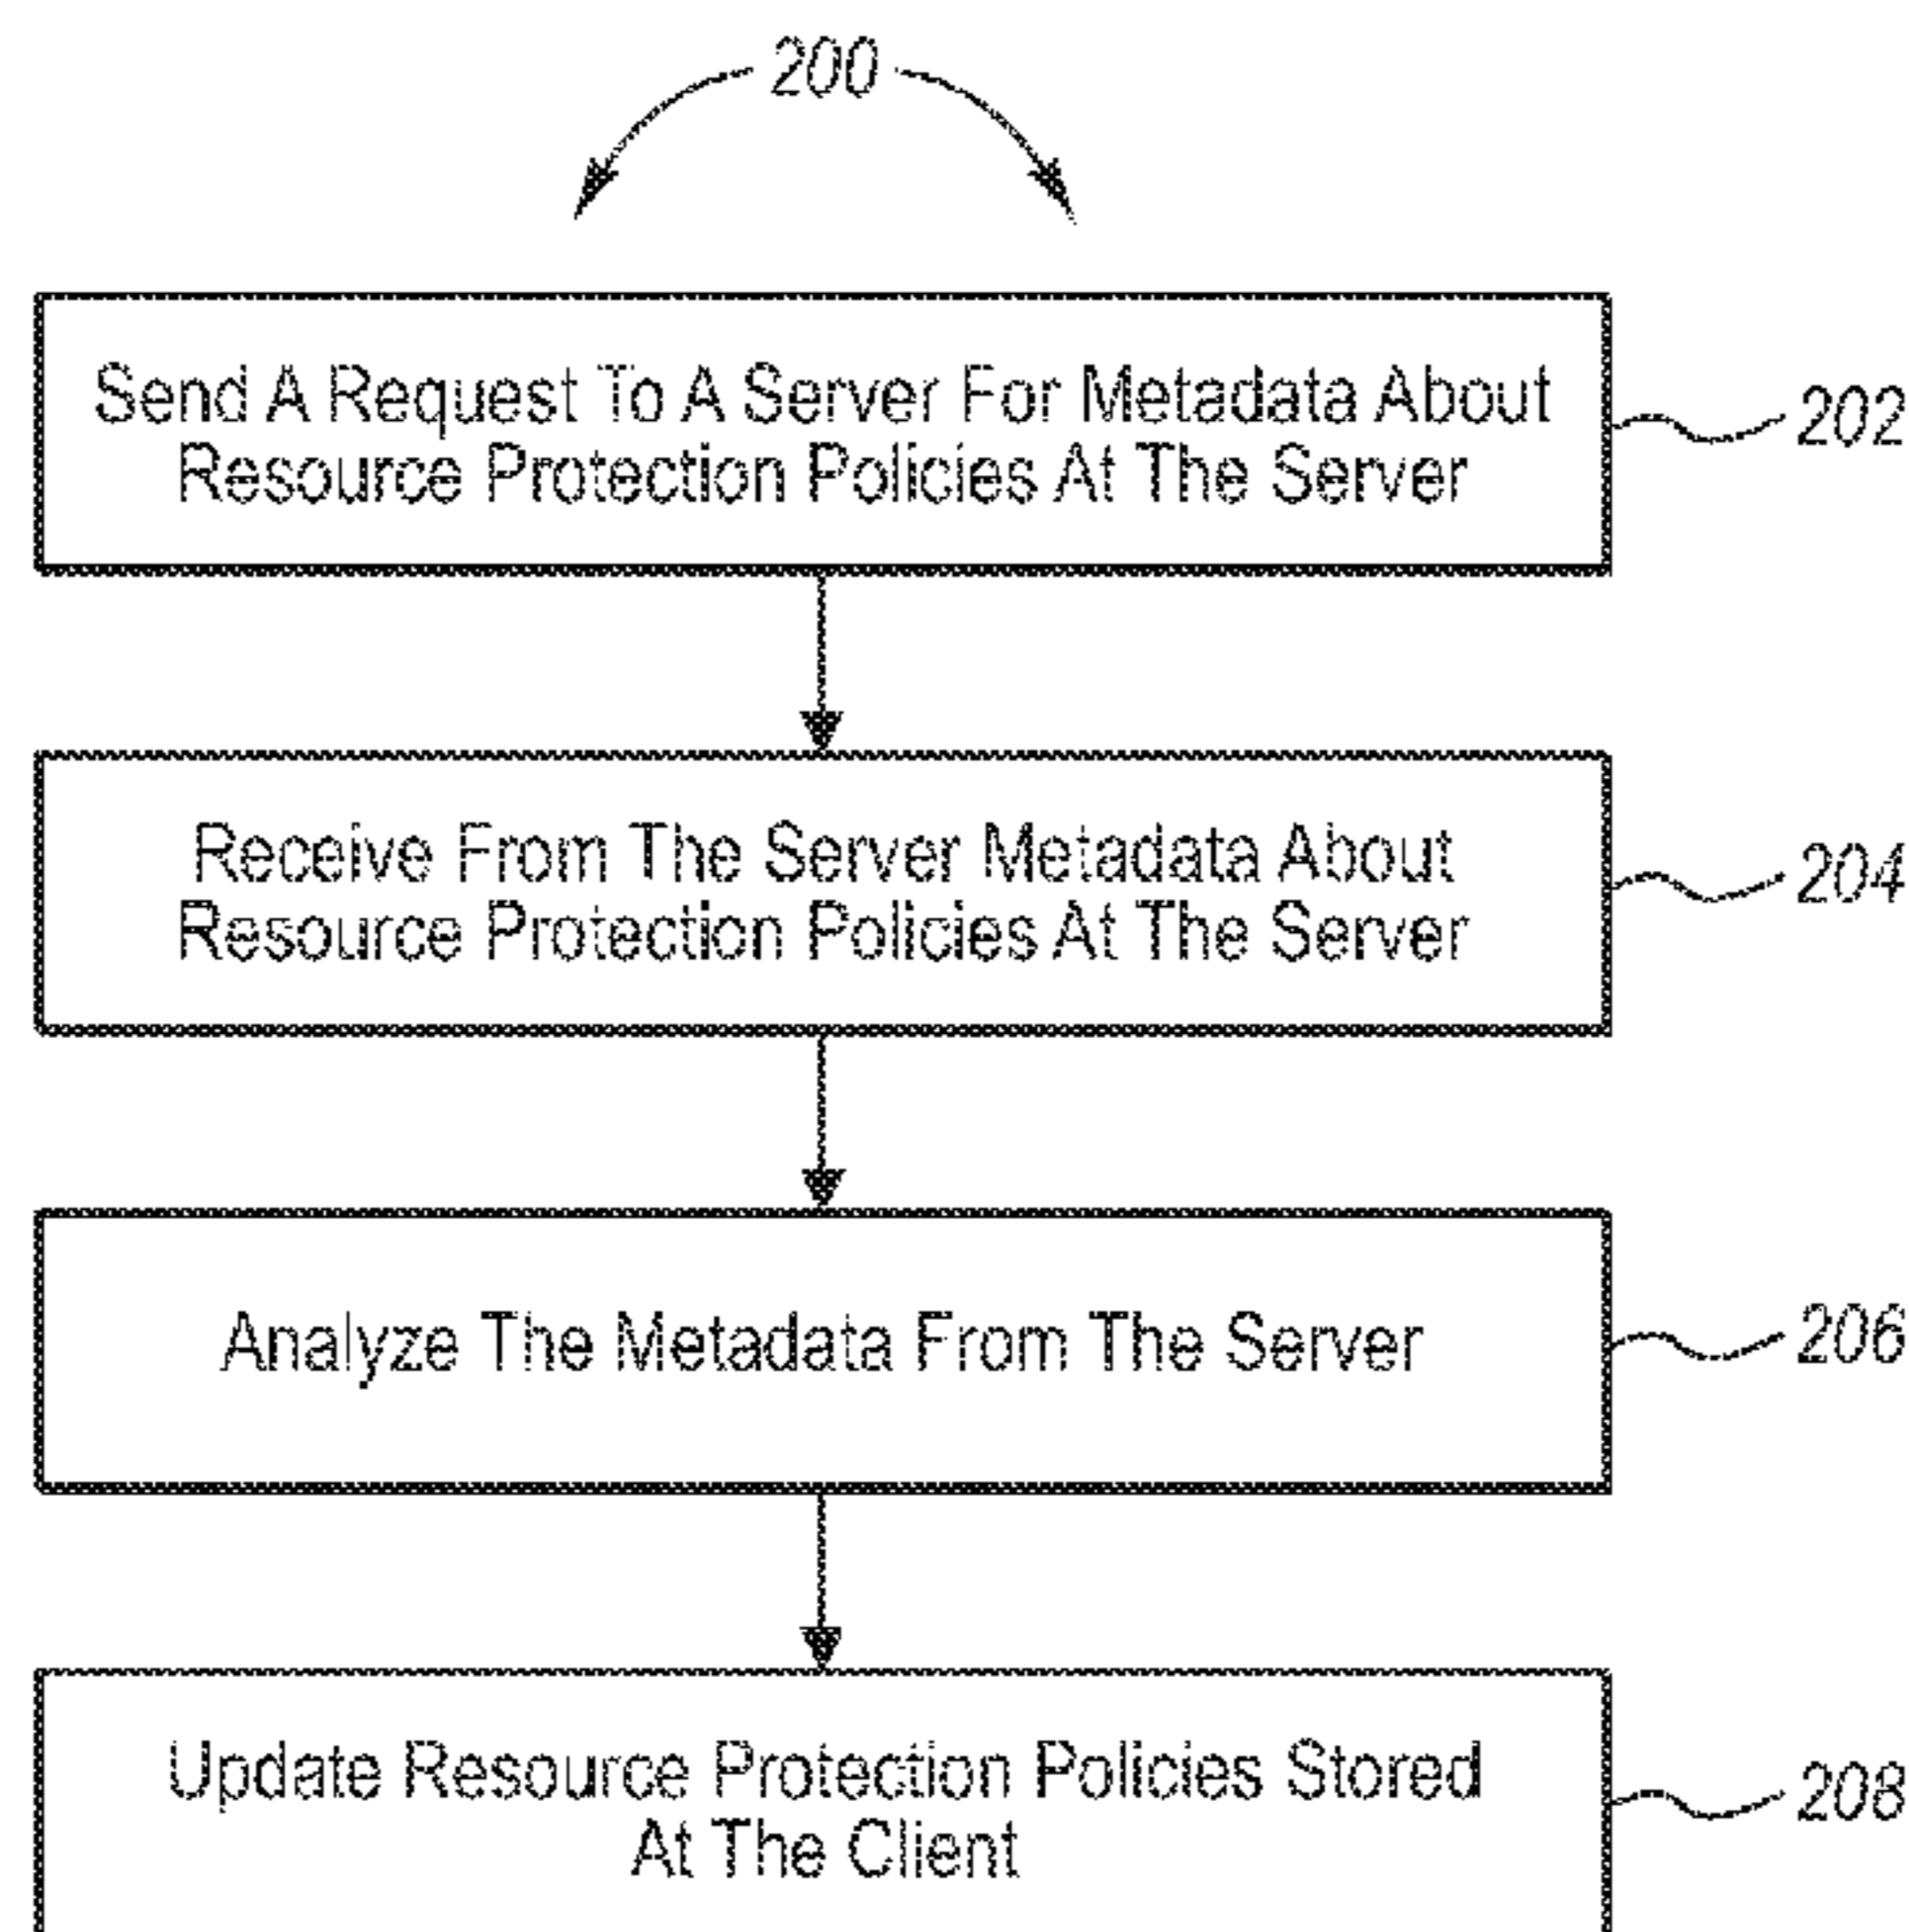 200
Send A Request To A Server For Metadata About
Resource Protection Policies At The Server
202
Receive From The Server Metadata About
Resource Protection Policies At The Server
204
Analyze The Metadata From The Server
206
Update Resource Protection Policies Stored
At The Client
208